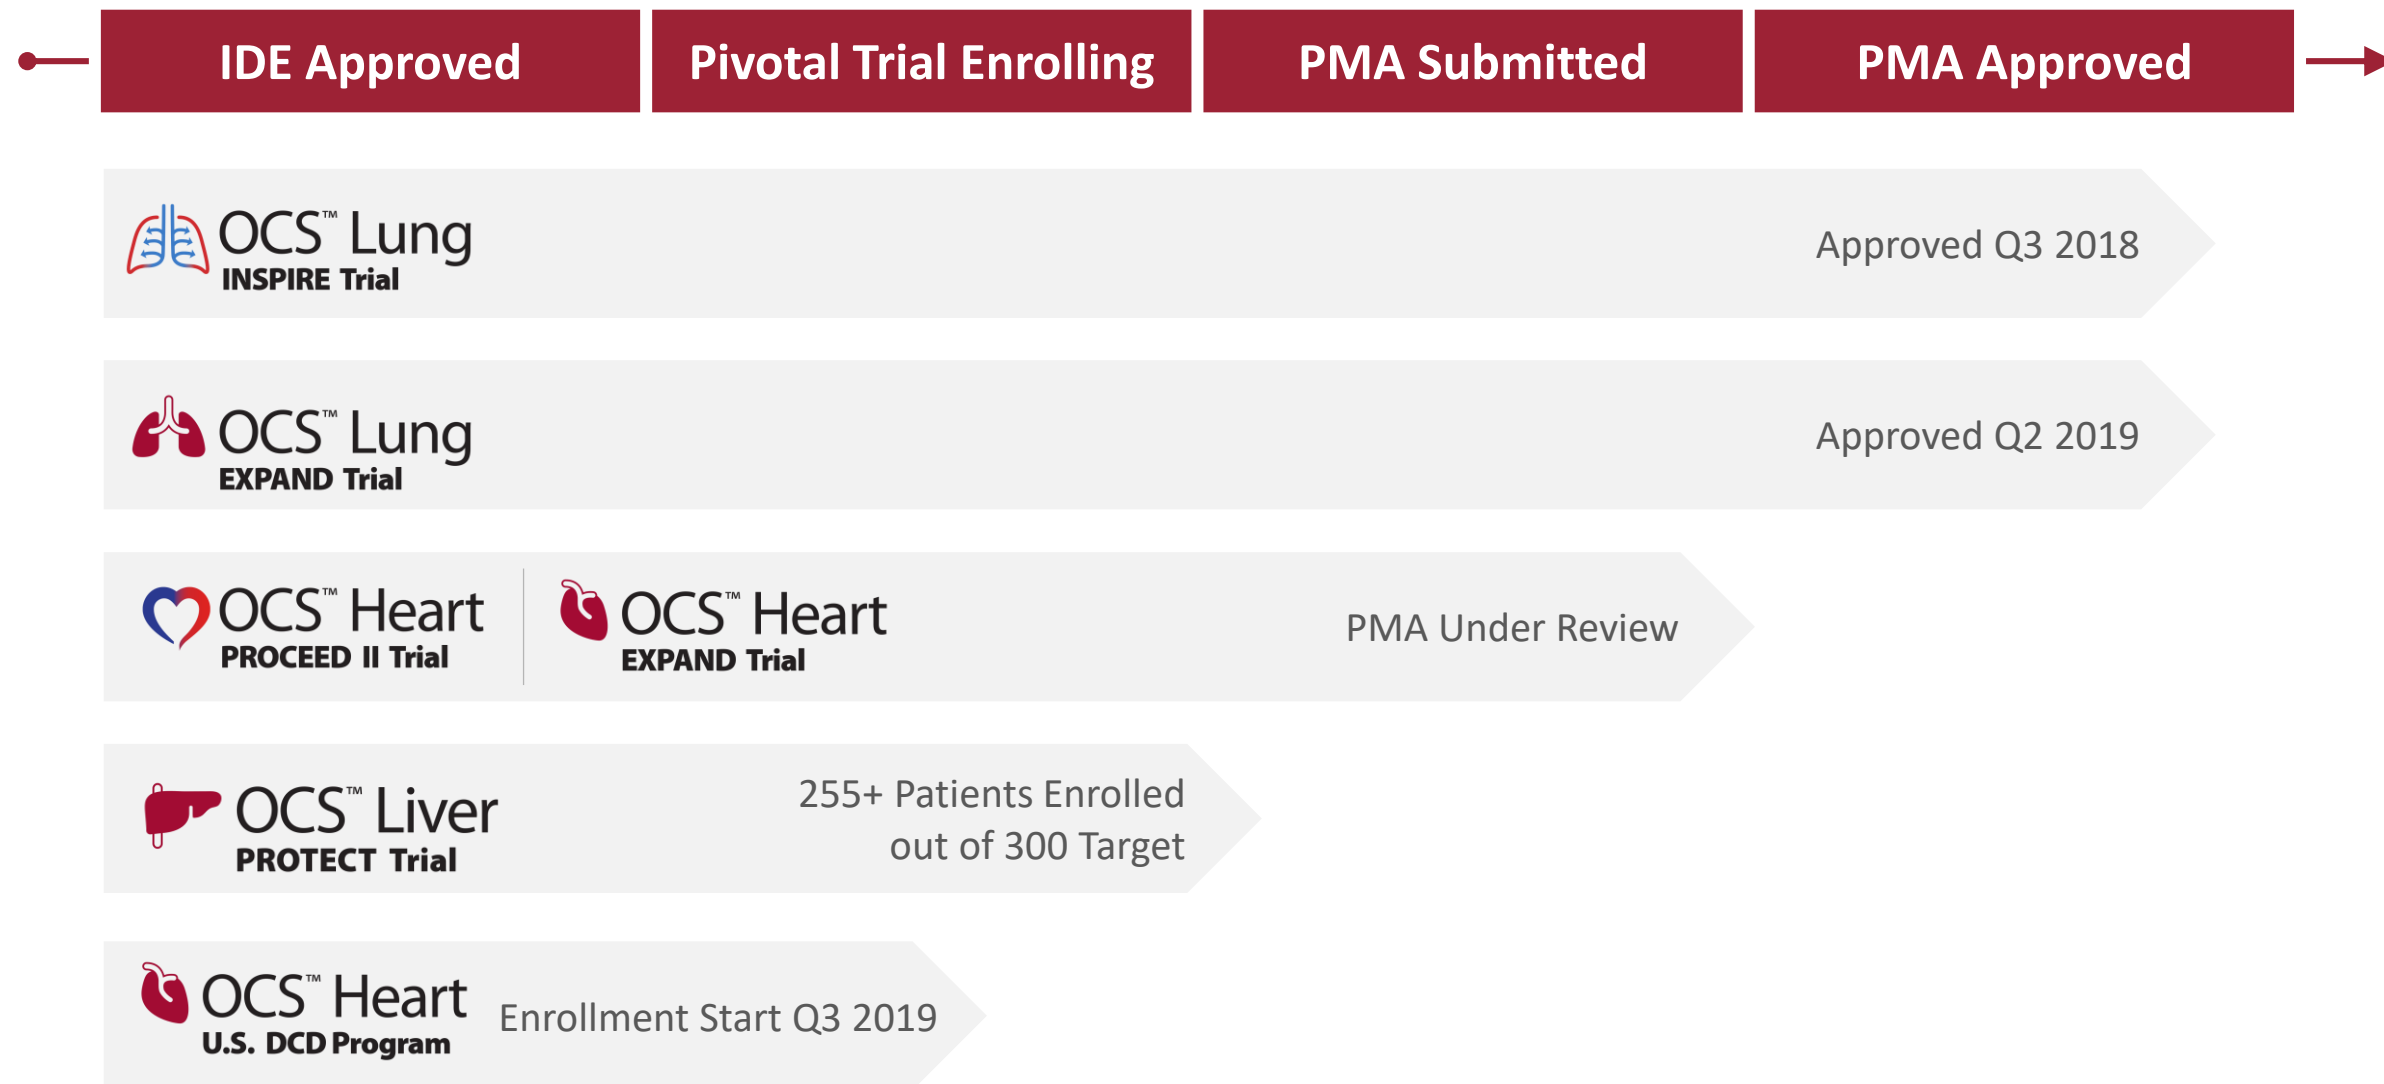 IDE Approved
Pivotal Trial Enrolling
PMA Submitted
PMA Approved
OCS™ Lung
INSPIRE Trial
Approved Q3 2018
OCS™ Lung
EXPAND Trial
Approved Q2 2019
OCS™ Heart
PROCEED II Trial
OCS™ Heart
EXPAND Trial
PMA Under Review
OCS™ Liver
PROTECT Trial
255+ Patients Enrolled
out of 300 Target
OCS™ Heart
U.S. DCD Program
Enrollment Start Q3 2019